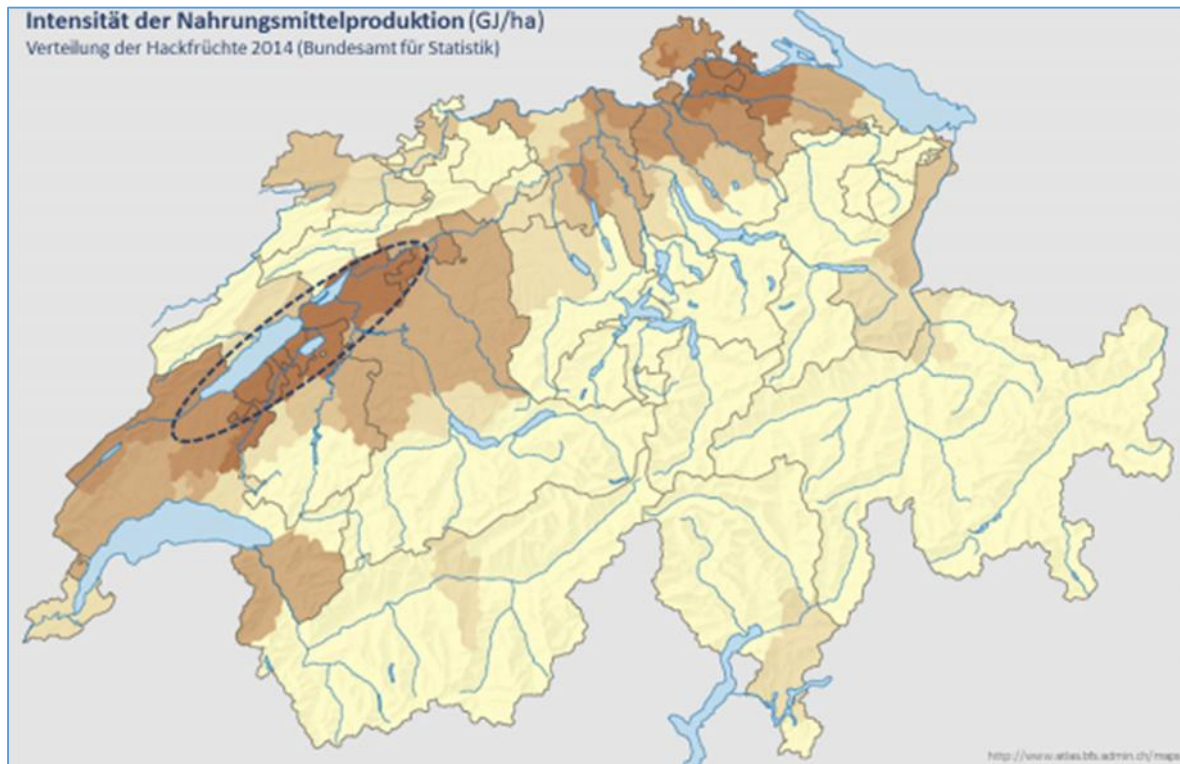 Intensität der Nahrungsmittelproduktion (GJ/ha)
Verteilung der Hackfrüchte 2014 (Bundesamt für Statistik)
http://www.atlas.bfs.admin.ch/maps